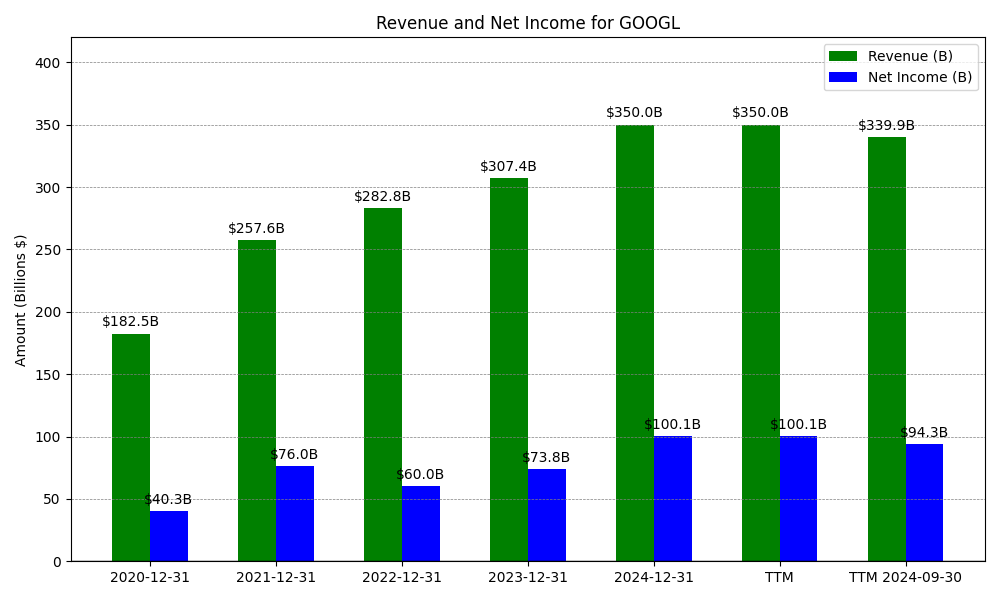 Revenue and Net Income for GOOGL
Amount (Billions $)
400
350
300
250
200
150
100
50
0
Revenue (B)
Net Income (B)
$182.5B
$40.3B
$257.6B
$76.0B
$282.8B
$60.0B
$307.4B
$73.8B
$350.0B
$100.1B
$350.0B
$100.1B
$339.9B
$94.3B
2020-12-31
2021-12-31
2022-12-31
2023-12-31
2024-12-31
TTM
TTM 2024-09-30